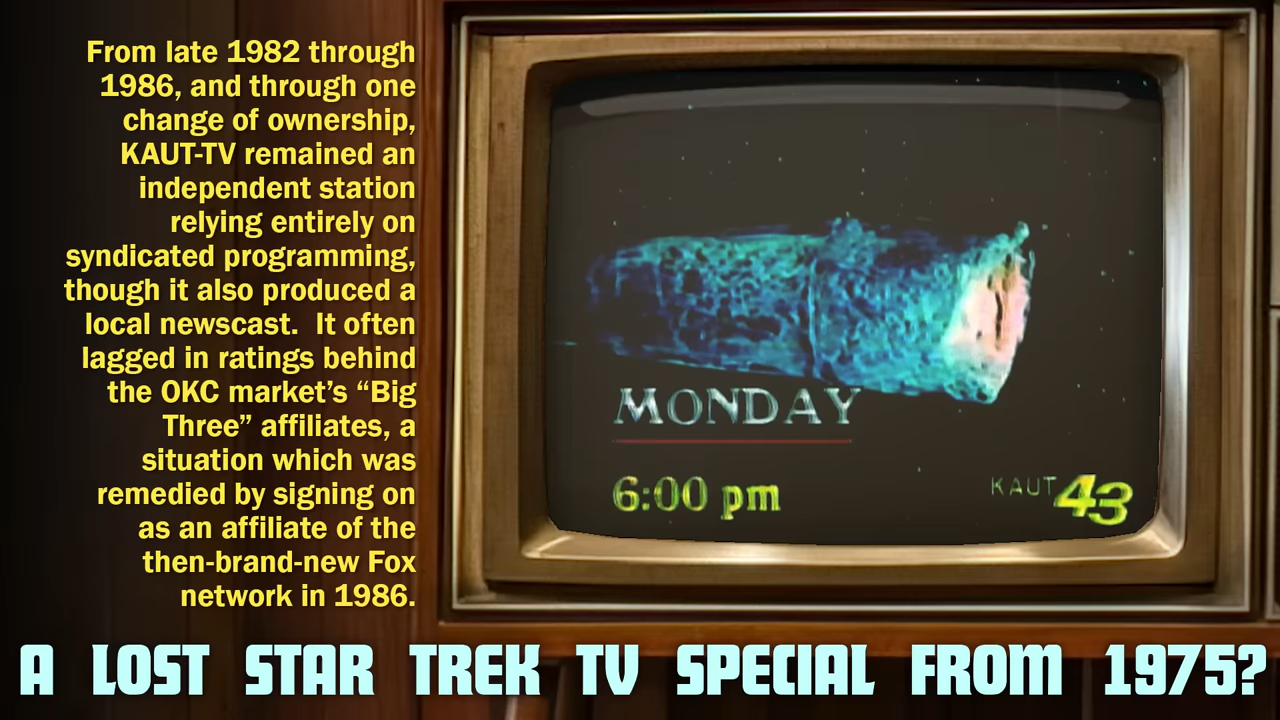 From late 1982 through
1986, and through one
change of ownership,
KAUT-TV remained an
independent station
relying entirely on
syndicated programming,
though it also produced a
local newscast.  It often
lagged in ratings behind
the OKC market’s “Big
Three” affiliates, a
situation which was
remedied by signing on
as an affiliate of the
then-brand-new Fox
network in 1986.
MONDAY
6:00 pm
KAUT 43
A LOST STAR TREK TV SPECIAL FROM 1975?